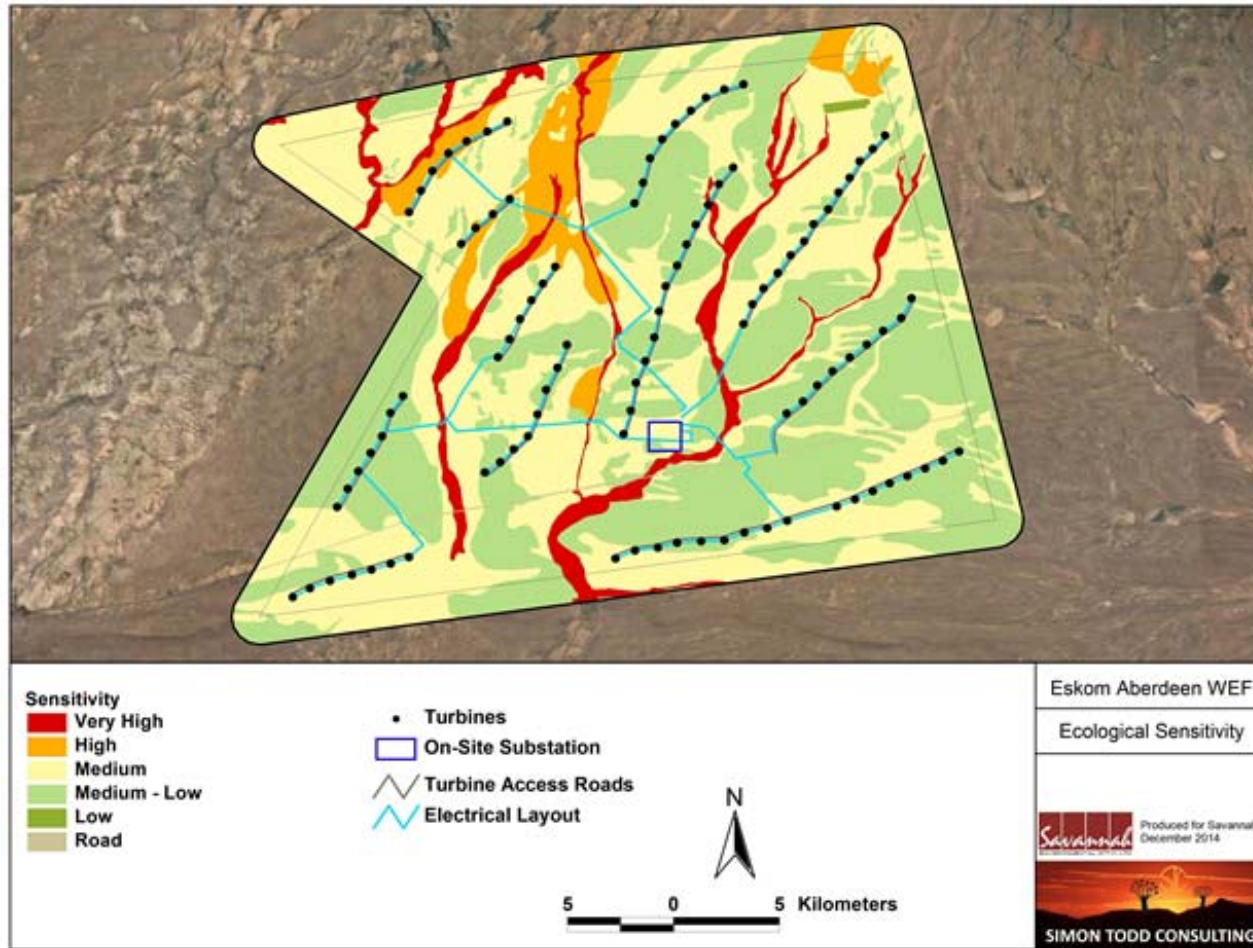 Sensitivity
Very High
High
Medium
Medium - Low
Low
Road
Turbines
On-Site Substation
Turbine Access Roads
Electrical Layout
N
5 0 5 Kilometers
Eskom Aberdeen WEF
Ecological Sensitivity
Savannah
Produced for Savannah
December 2014
SIMON TODD CONSULTING